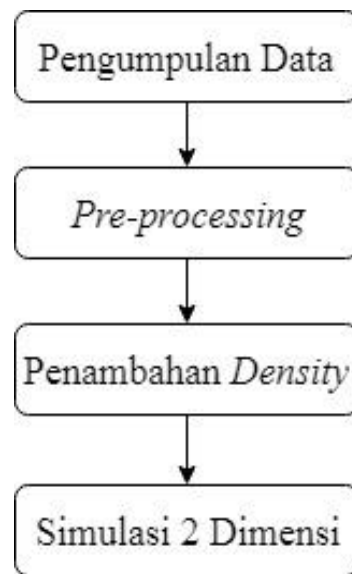 Pengumpulan Data
Pre-processing
Penambahan Density
Simulasi 2 Dimensi